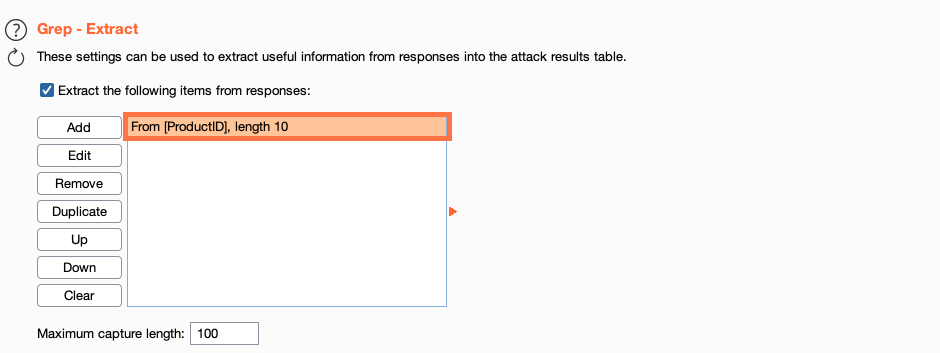 ?
Grep - Extract
These settings can be used to extract useful information from responses into the attack results table.
Extract the following items from responses:
Add
From [ProductID], length 10
Edit
Remove
Duplicate
Up
Down
Clear
Maximum capture length: 100